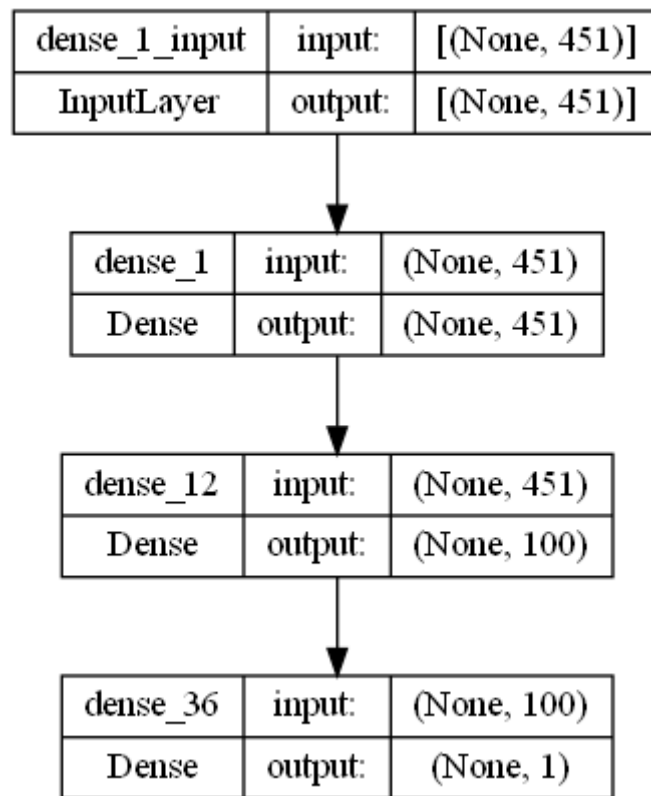 dense_1_input input: [(None, 451)]
InputLayer output: [(None, 451)]
dense_1 input: (None, 451)
Dense output: (None, 451)
dense_12 input: (None, 451)
Dense output: (None, 100)
dense_36 input: (None, 100)
Dense output: (None, 1)